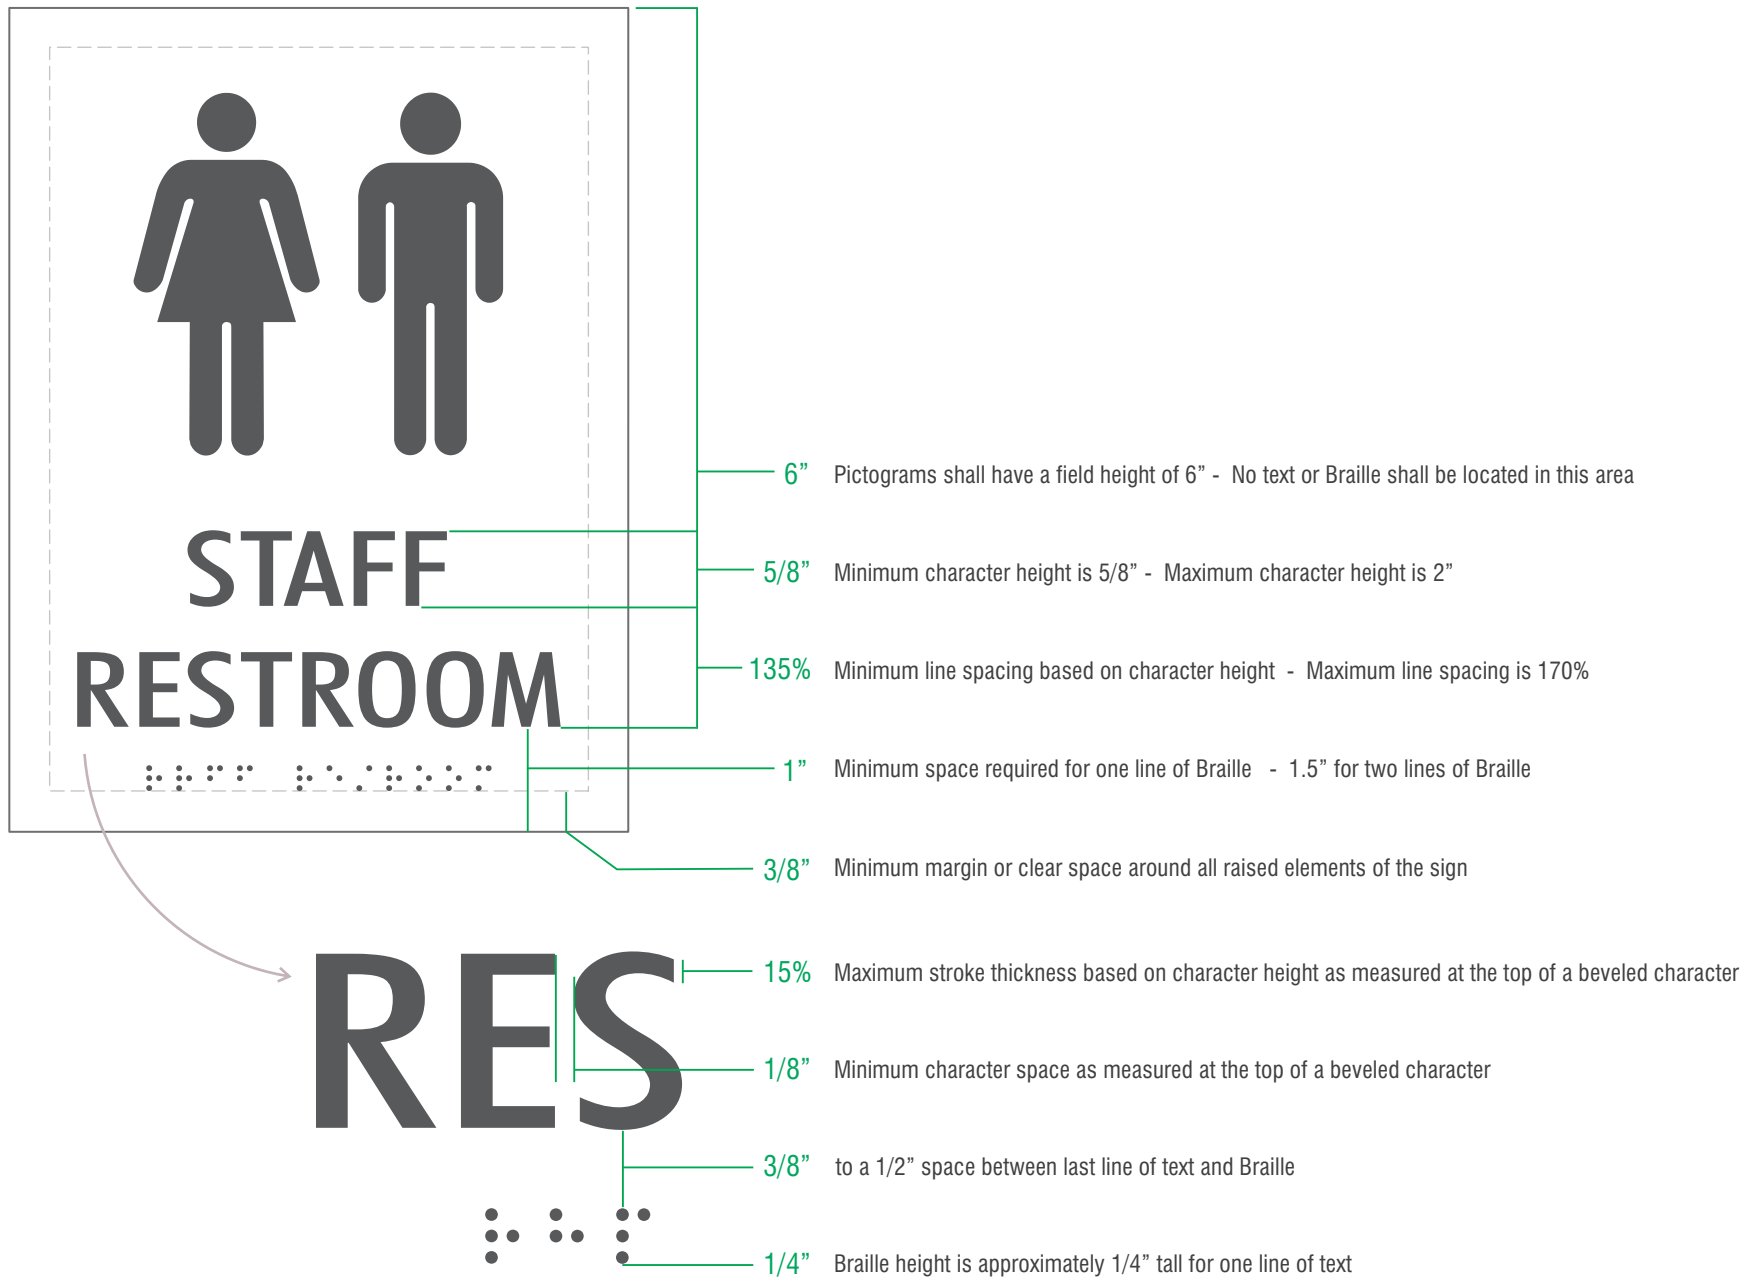 STAFF
RESTROOM
6” Pictograms shall have a field height of 6” - No text or Braille shall be located in this area
5/8” Minimum character height is 5/8” - Maximum character height is 2”
135% Minimum line spacing based on character height - Maximum line spacing is 170%
1” Minimum space required for one line of Braille - 1.5” for two lines of Braille
3/8” Minimum margin or clear space around all raised elements of the sign
RES
15% Maximum stroke thickness based on character height as measured at the top of a beveled character
1/8” Minimum character space as measured at the top of a beveled character
3/8” to a 1/2” space between last line of text and Braille
1/4” Braille height is approximately 1/4” tall for one line of text